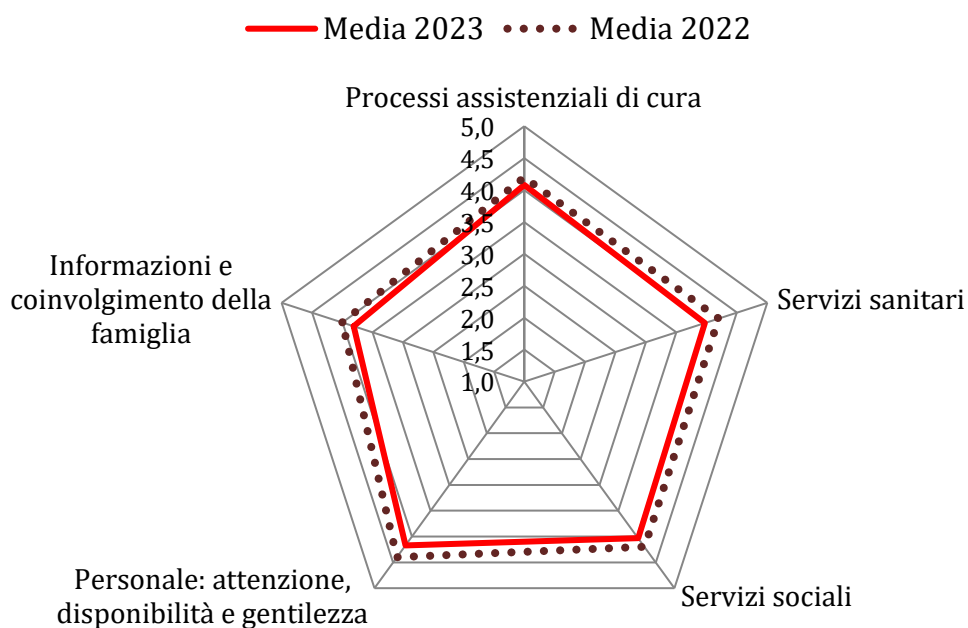 Media 2023
Media 2022
Processi assistenziali di cura
5,0
4,5
4,0
3,5
3,0
2,5
2,0
1,5
1,0
Informazioni e
coinvolgimento della
famiglia
Servizi sanitari
Personale: attenzione,
disponibilità e gentilezza
Servizi sociali